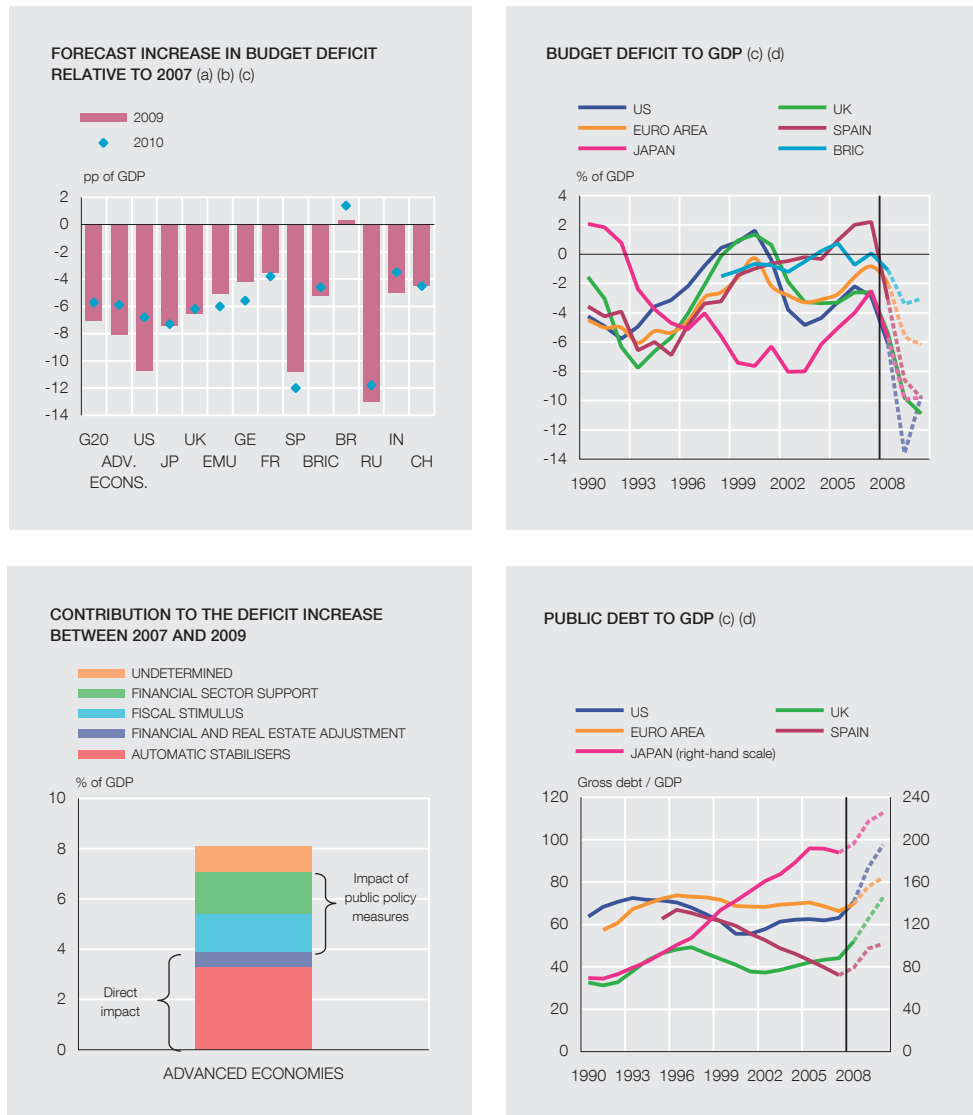 FORECAST INCREASE IN BUDGET DEFICIT
RELATIVE TO 2007 (a) (b) (c)
2009
2010
pp of GDP
2
0
-2
-4
-6
-8
-10
-12
-14
G20 US UK GE SP BR IN
ADV. JP EMU FR BRIC RU CH
ECONS.
BUDGET DEFICIT TO GDP (c) (d)
US UK
EURO AREA SPAIN
JAPAN BRIC
% of GDP
4
2
0
-2
-4
-6
-8
-10
-12
-14
1990 1993 1996 1999 2002 2005 2008
CONTRIBUTION TO THE DEFICIT INCREASE
BETWEEN 2007 AND 2009
UNDETERMINED
FINANCIAL SECTOR SUPPORT
FISCAL STIMULUS
FINANCIAL AND REAL ESTATE ADJUSTMENT
AUTOMATIC STABILISERS
% of GDP
10
8
6
4
2
0
Impact of
public policy
measures
Direct
impact
ADVANCED ECONOMIES
PUBLIC DEBT TO GDP (c) (d)
US UK
EURO AREA SPAIN
JAPAN (right-hand scale)
Gross debt / GDP
120 240
100 200
80 160
60 120
40 80
20 40
0 0
1990 1993 1996 1999 2002 2005 2008